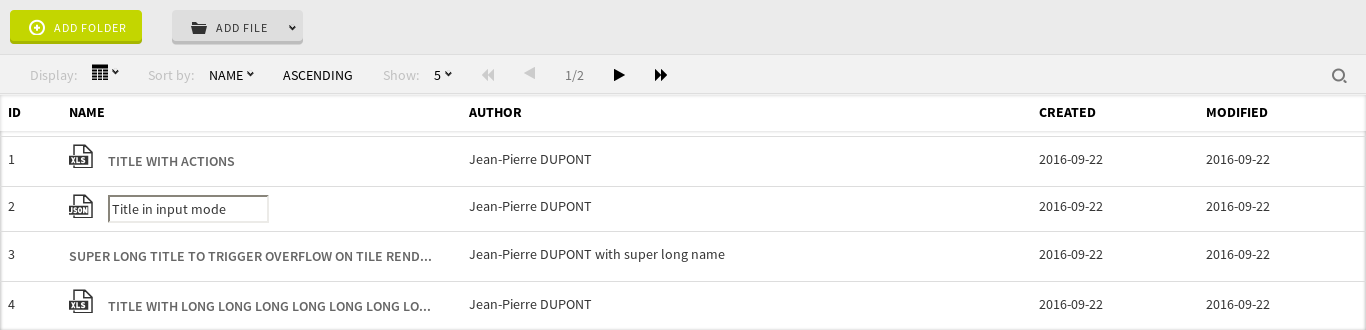 ADD FOLDER ADD FILE
Display: Sort by: NAME ASCENDING Show: 5 1/2
ID NAME AUTHOR CREATED MODIFIED
1 XLS TITLE WITH ACTIONS Jean-Pierre DUPONT 2016-09-22 2016-09-22
2 JSON Title in input mode Jean-Pierre DUPONT 2016-09-22 2016-09-22
3 SUPER LONG TITLE TO TRIGGER OVERFLOW ON TILE REND... Jean-Pierre DUPONT with super long name 2016-09-22 2016-09-22
4 XLS TITLE WITH LONG LONG LONG LONG LONG LONG LO... Jean-Pierre DUPONT 2016-09-22 2016-09-22